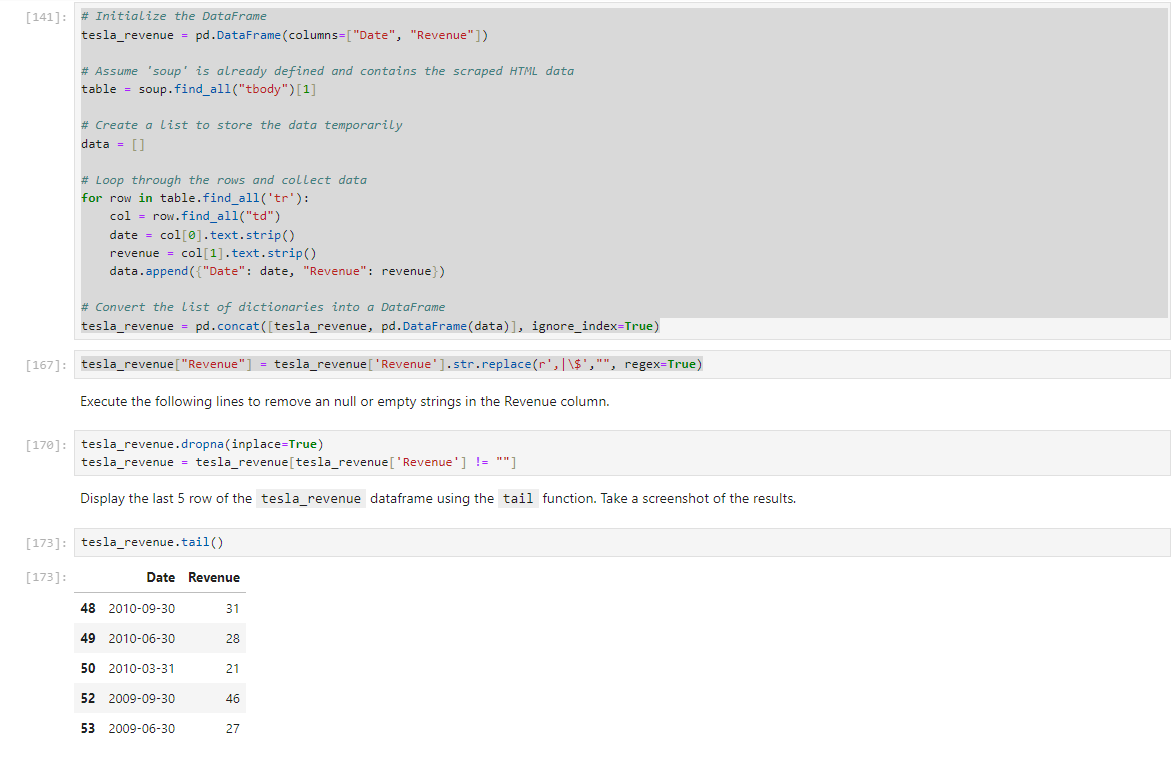 [141]:
# Initialize the DataFrame
tesla_revenue = pd.DataFrame(columns=["Date", "Revenue"])
# Assume 'soup' is already defined and contains the scraped HTML data
table = soup.find_all("tbody")[1]
# Create a list to store the data temporarily
data = []
# Loop through the rows and collect data
for row in table.find_all('tr'):
    col = row.find_all("td")
    date = col[0].text.strip()
    revenue = col[1].text.strip()
    data.append({"Date": date, "Revenue": revenue})
# Convert the list of dictionaries into a DataFrame
tesla_revenue = pd.concat([tesla_revenue, pd.DataFrame(data)], ignore_index=True)
[167]:
tesla_revenue["Revenue"] = tesla_revenue['Revenue'].str.replace(r',|\$',"", regex=True)
Execute the following lines to remove an null or empty strings in the Revenue column.
[170]:
tesla_revenue.dropna(inplace=True)
tesla_revenue = tesla_revenue[tesla_revenue['Revenue'] != ""]
Display the last 5 row of the tesla_revenue dataframe using the tail function. Take a screenshot of the results.
[173]:
tesla_revenue.tail()
[173]:
Date Revenue
48 2010-09-30 31
49 2010-06-30 28
50 2010-03-31 21
52 2009-09-30 46
53 2009-06-30 27